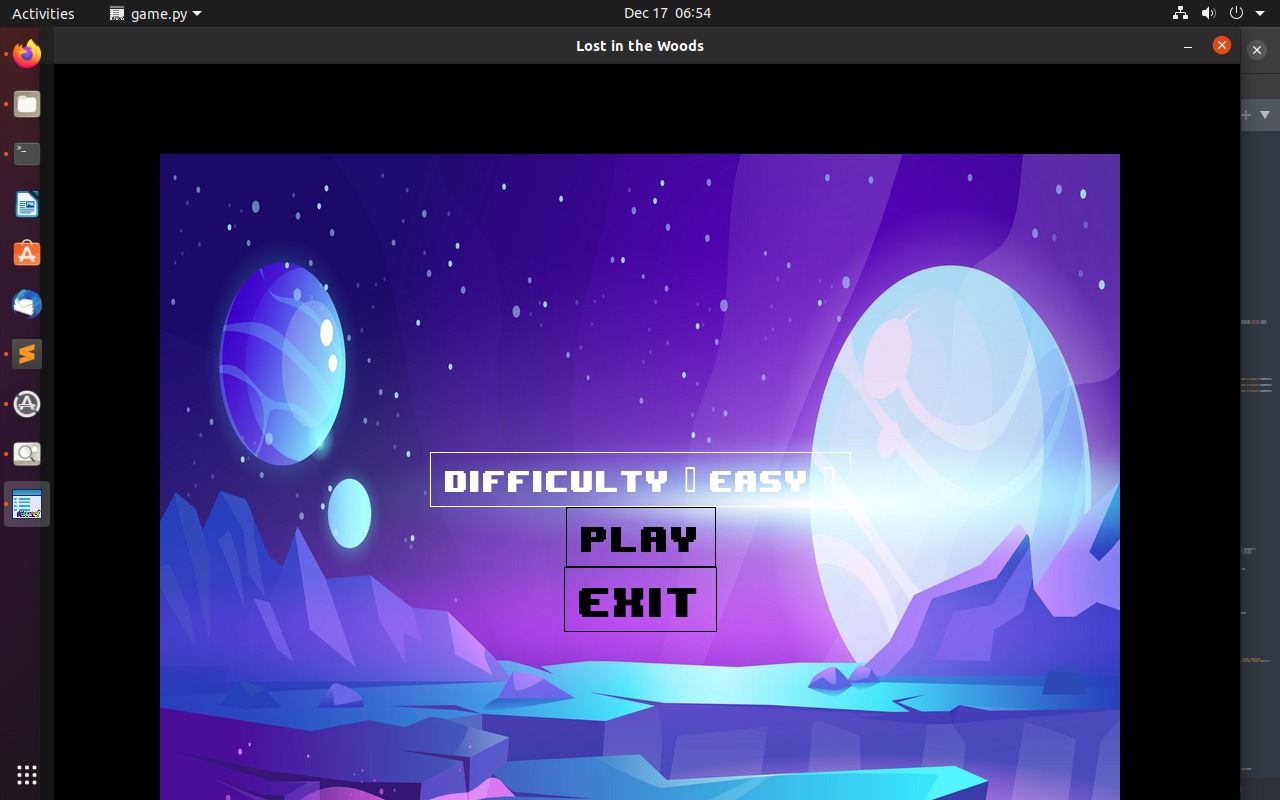 Activities game.py Dec 17 06:54
Lost in the Woods
DIFFICULTY ▯ EASY ▯
PLAY
EXIT